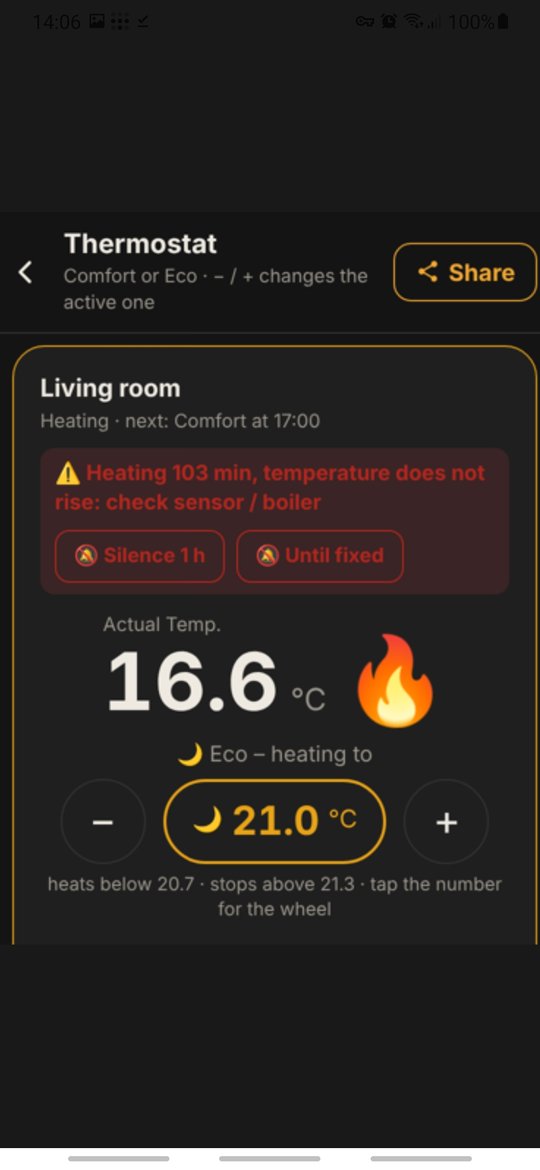 14:06
100%
Thermostat
Comfort or Eco · – / + changes the
active one
Share
Living room
Heating · next: Comfort at 17:00
⚠️ Heating 103 min, temperature does not
rise: check sensor / boiler
🔕 Silence 1 h
🔕 Until fixed
Actual Temp.
16.6 °C
🌙 Eco – heating to
–
🌙 21.0 °C
+
heats below 20.7 · stops above 21.3 · tap the number
for the wheel